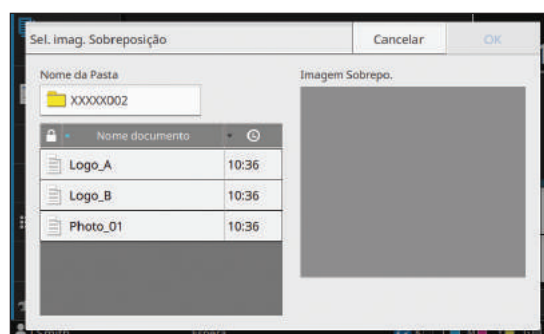 Sel. imag. Sobreposição
Cancelar
OK
Nome da Pasta
Imagem Sobrepo.
XXXXX002
Nome documento
Logo_A 10:36
Logo_B 10:36
Photo_01 10:36